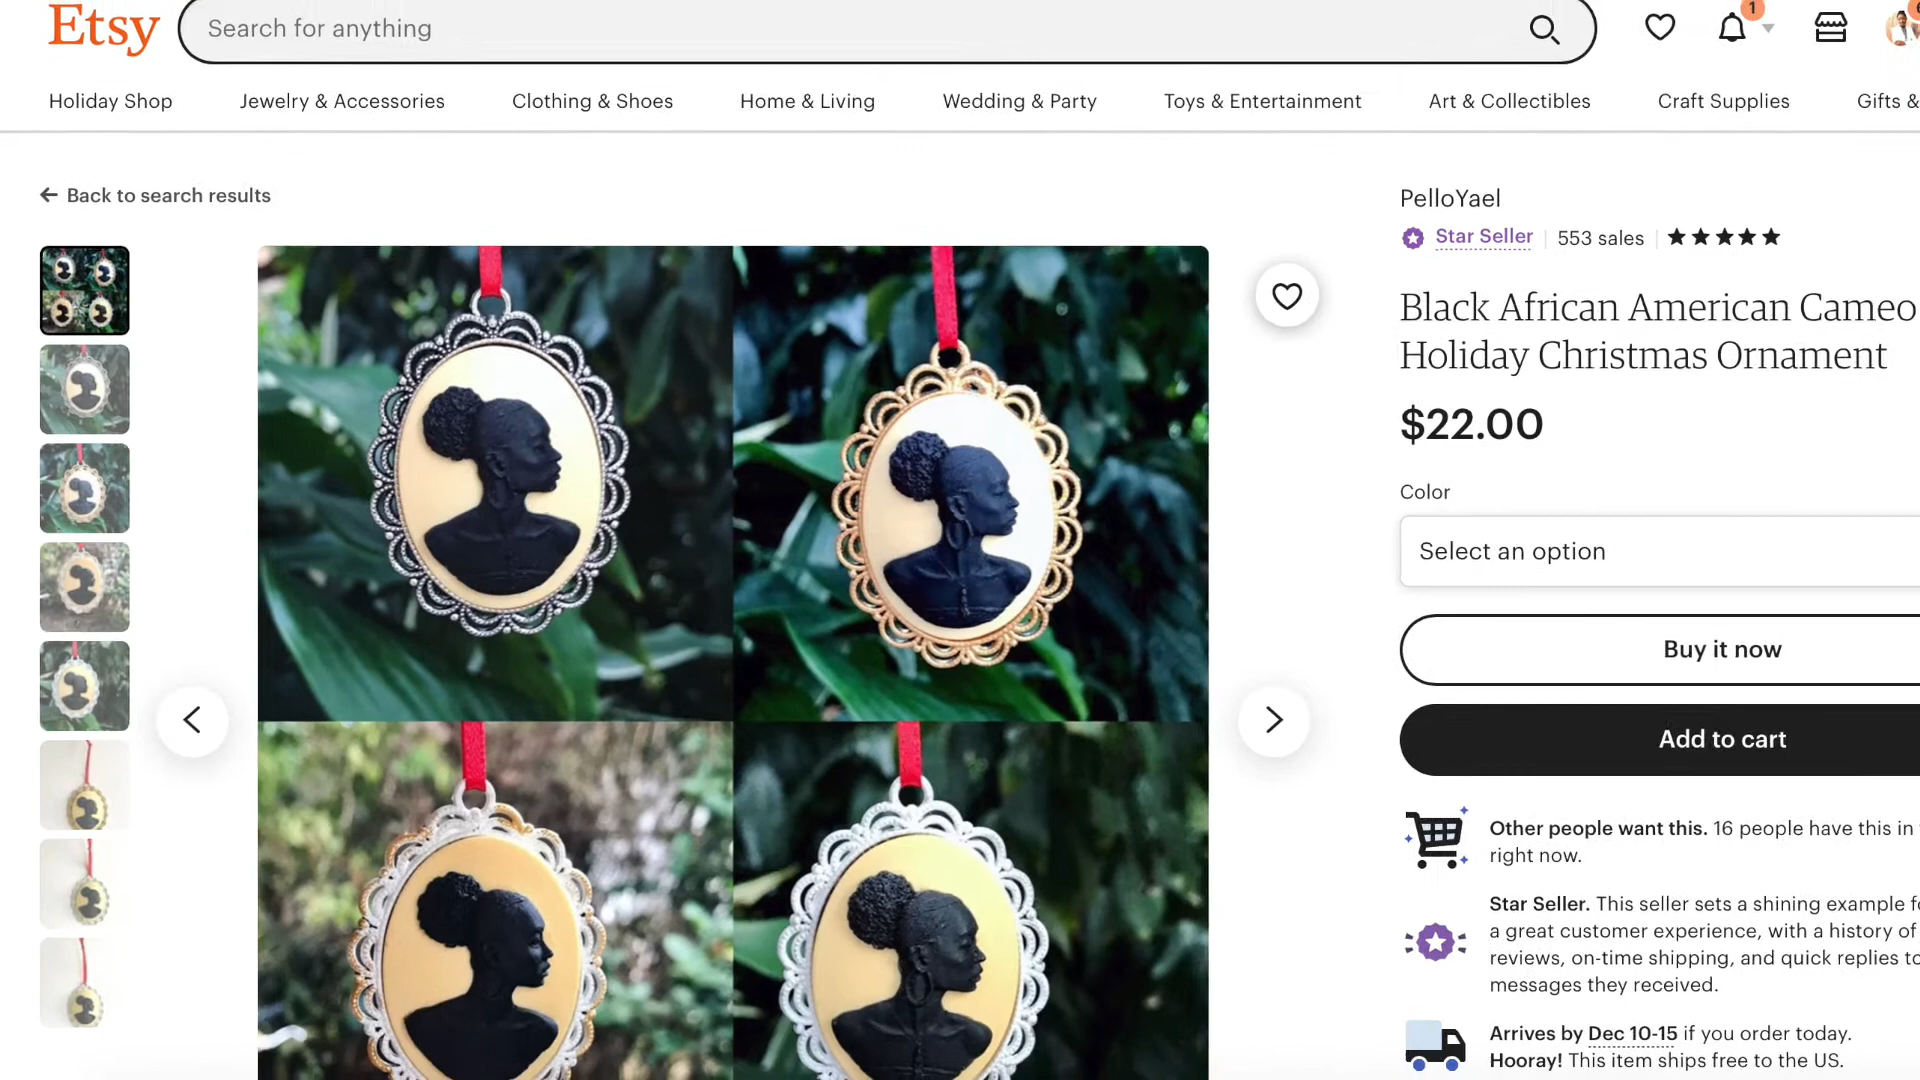 Etsy
Search for anything
1
Holiday Shop
Jewelry & Accessories
Clothing & Shoes
Home & Living
Wedding & Party
Toys & Entertainment
Art & Collectibles
Craft Supplies
Gifts &
Back to search results
PelloYael
Star Seller
553 sales
Black African American Cameo
Holiday Christmas Ornament
$22.00
Color
Select an option
Buy it now
Add to cart
Other people want this. 16 people have this in
right now.
Star Seller. This seller sets a shining example
a great customer experience, with a history of
reviews, on-time shipping, and quick replies to
messages they received.
Arrives by Dec 10-15 if you order today.
Hooray! This item ships free to the US.